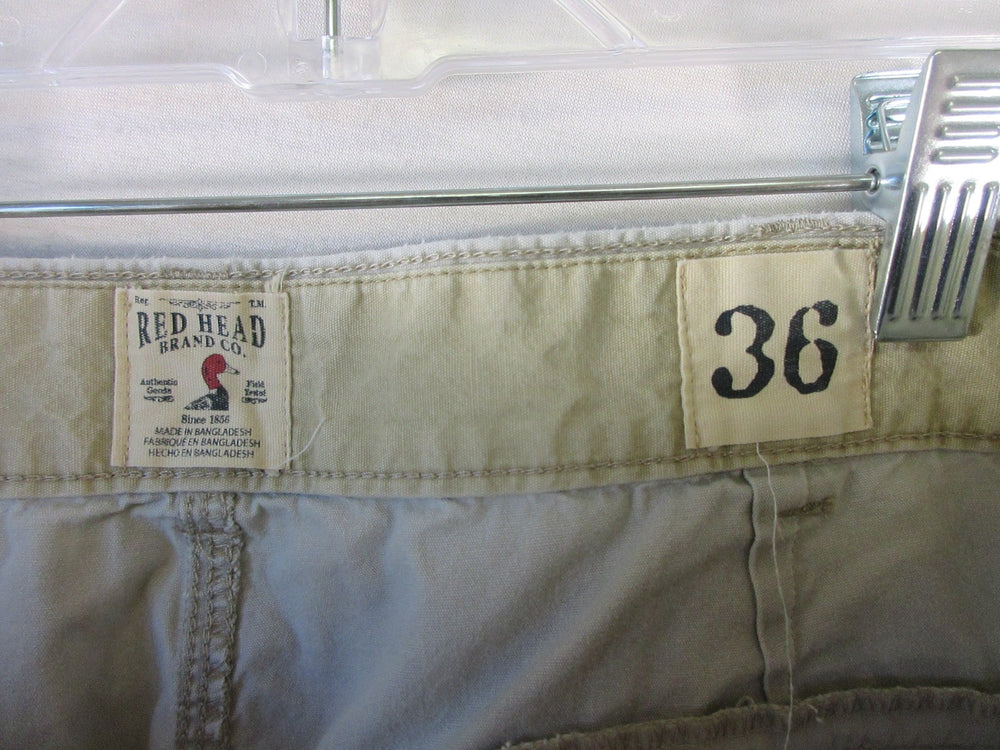 Reg. T.M.
RED HEAD
BRAND CO.
Authentic Field
Goods Tested
Since 1856
MADE IN BANGLADESH
FABRIQUÉ EN BANGLADESH
HECHO EN BANGLADESH
36